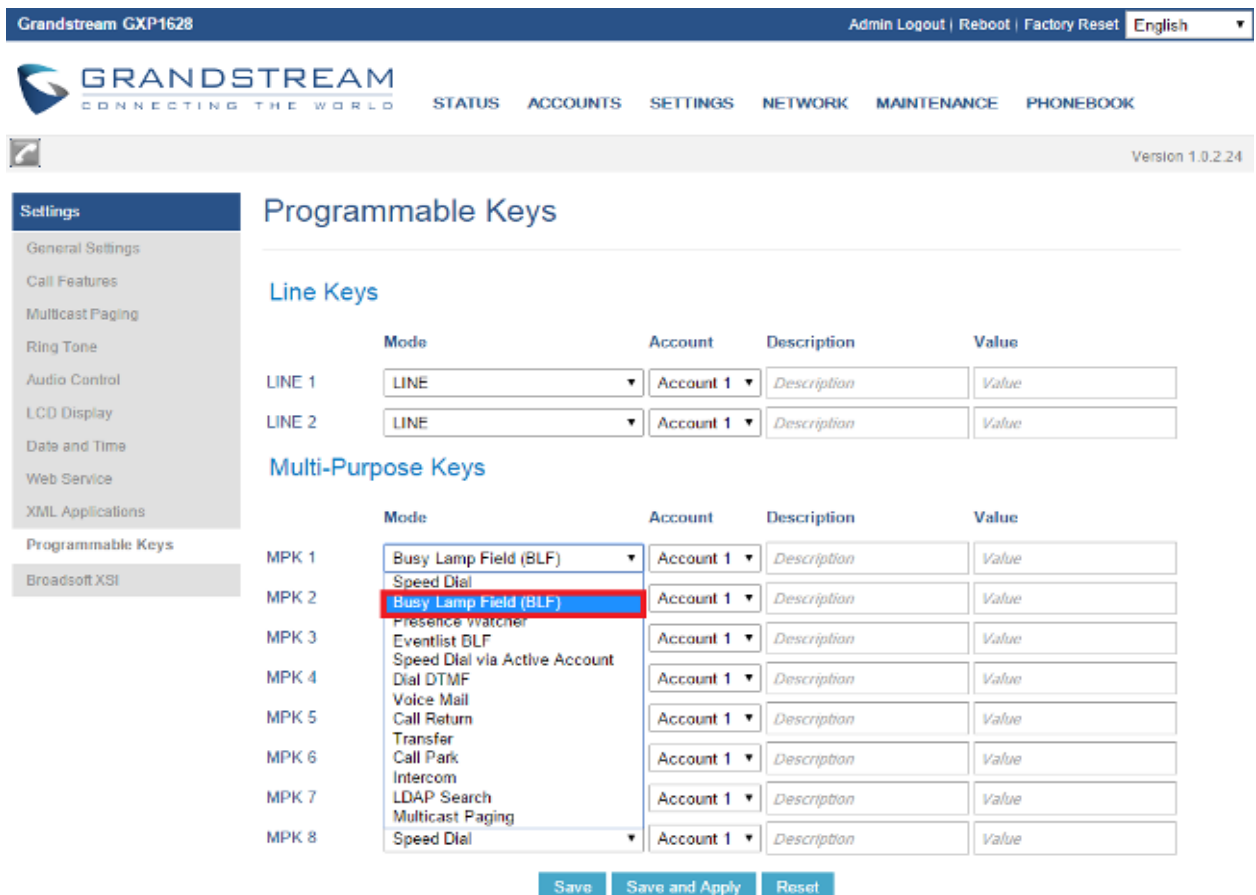 Grandstream GXP1628 Admin Logout | Reboot | Factory Reset English
GRANDSTREAM
CONNECTING THE WORLD
STATUS ACCOUNTS SETTINGS NETWORK MAINTENANCE PHONEBOOK
Version 1.0.2.24
Settings
General Settings
Call Features
Multicast Paging
Ring Tone
Audio Control
LCD Display
Date and Time
Web Service
XML Applications
Programmable Keys
Broadsoft XSI
Programmable Keys
Line Keys
Mode Account Description Value
LINE 1 LINE Account 1 Description Value
LINE 2 LINE Account 1 Description Value
Multi-Purpose Keys
Mode Account Description Value
MPK 1 Busy Lamp Field (BLF) Account 1 Description Value
Speed Dial
MPK 2 Busy Lamp Field (BLF) Account 1 Description Value
Presence Watcher
MPK 3 Eventlist BLF Account 1 Description Value
Speed Dial via Active Account
MPK 4 Dial DTMF Account 1 Description Value
Voice Mail
MPK 5 Call Return Account 1 Description Value
Transfer
MPK 6 Call Park Account 1 Description Value
Intercom
MPK 7 LDAP Search Account 1 Description Value
Multicast Paging
MPK 8 Speed Dial Account 1 Description Value
Save Save and Apply Reset